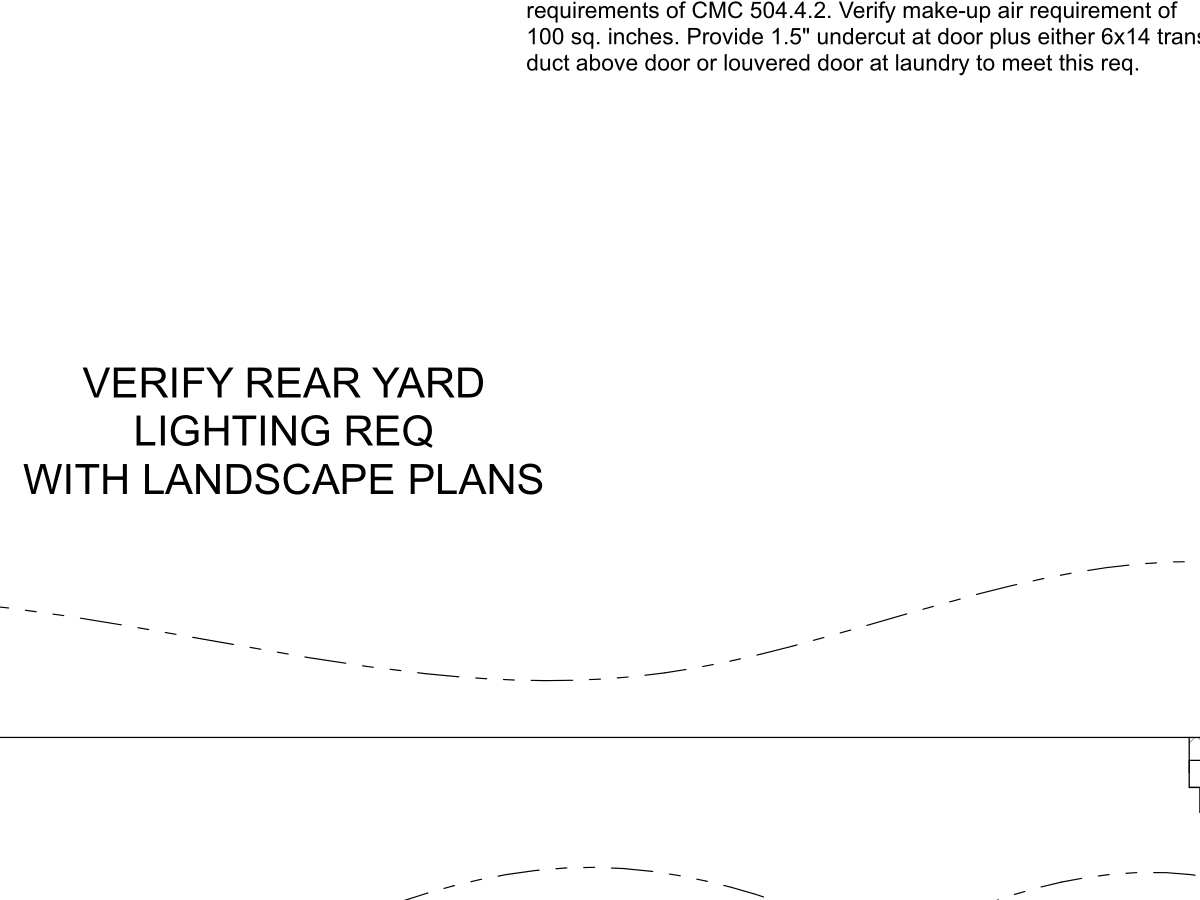 requirements of CMC 504.4.2. Verify make-up air requirement of
100 sq. inches. Provide 1.5" undercut at door plus either 6x14
duct above door or louvered door at laundry to meet this req.
VERIFY REAR YARD
LIGHTING REQ
WITH LANDSCAPE PLANS